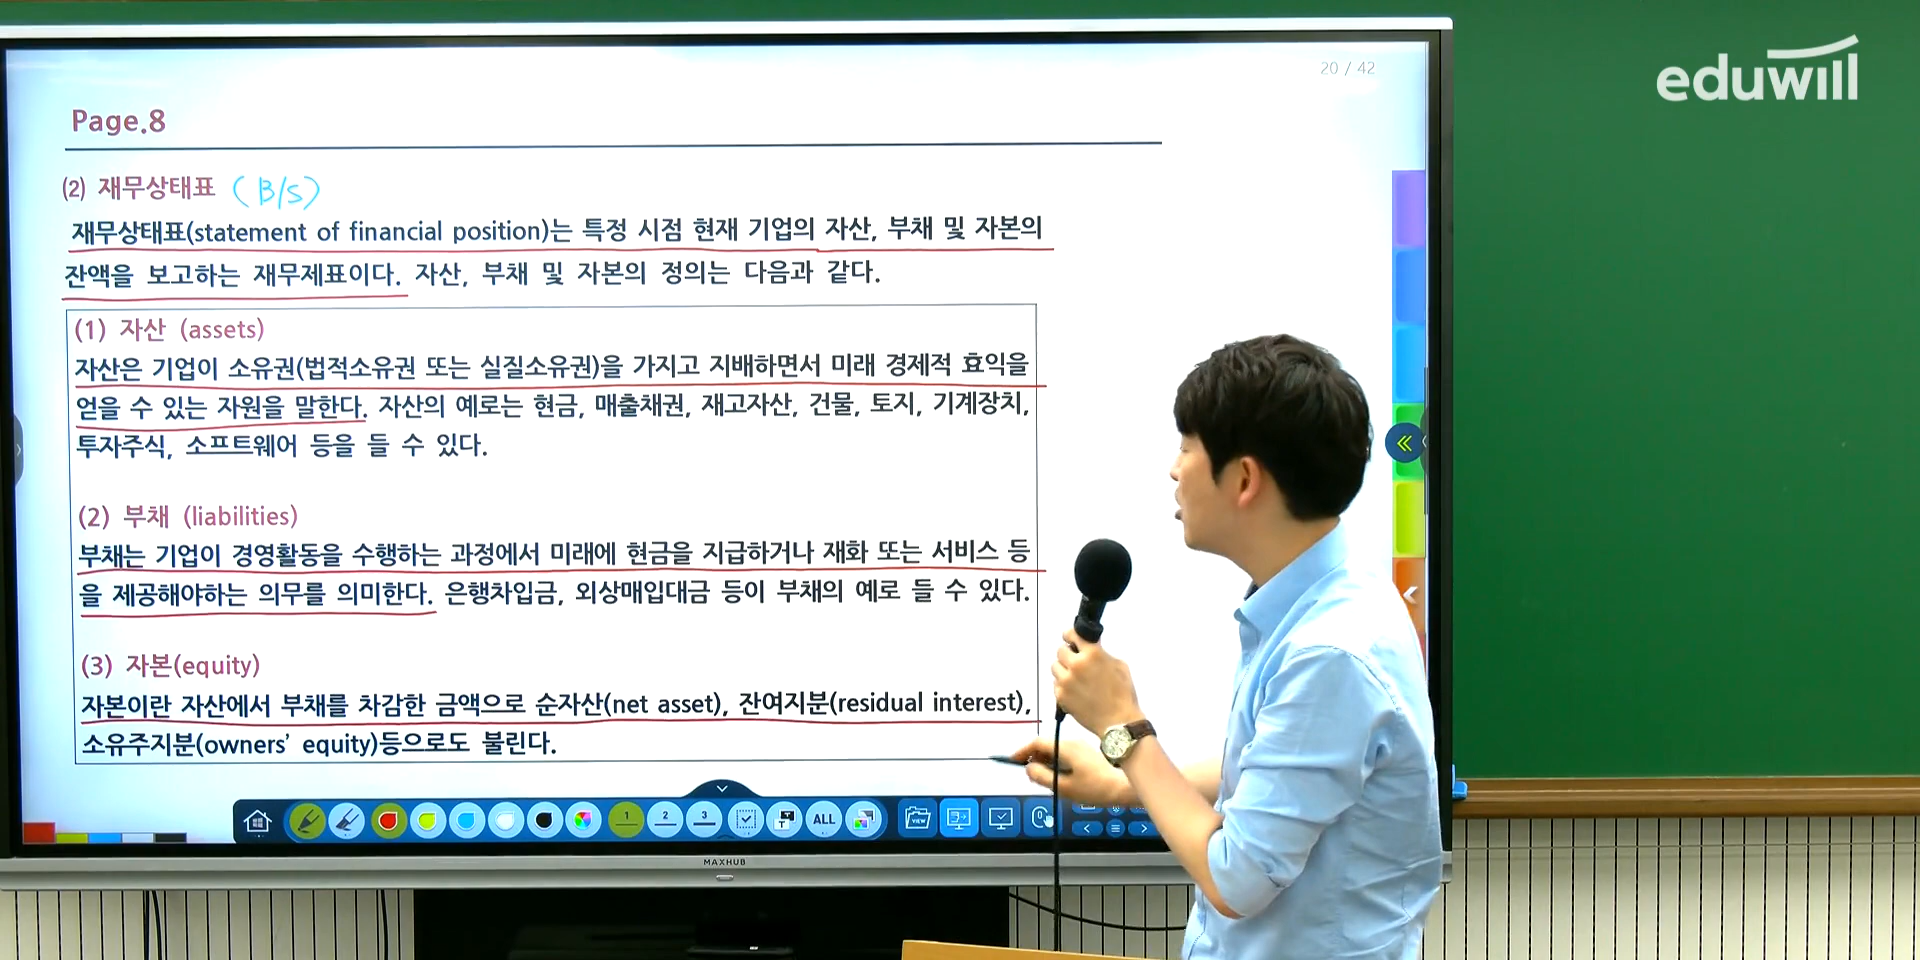 eduwill
20 / 42
Page.8
(2) 재무상태표 (B/S)
재무상태표(statement of financial position)는 특정 시점 현재 기업의 자산, 부채 및 자본의
잔액을 보고하는 재무제표이다. 자산, 부채 및 자본의 정의는 다음과 같다.
(1) 자산 (assets)
자산은 기업이 소유권(법적소유권 또는 실질소유권)을 가지고 지배하면서 미래 경제적 효익을
얻을 수 있는 자원을 말한다. 자산의 예로는 현금, 매출채권, 재고자산, 건물, 토지, 기계장치,
투자주식, 소프트웨어 등을 들 수 있다.
(2) 부채 (liabilities)
부채는 기업이 경영활동을 수행하는 과정에서 미래에 현금을 지급하거나 재화 또는 서비스 등
을 제공해야하는 의무를 의미한다. 은행차입금, 외상매입대금 등이 부채의 예로 들 수 있다.
(3) 자본(equity)
자본이란 자산에서 부채를 차감한 금액으로 순자산(net asset), 잔여지분(residual interest),
소유주지분(owners’ equity)등으로도 불린다.
1 2 3 ALL VIEW
MAXHUB